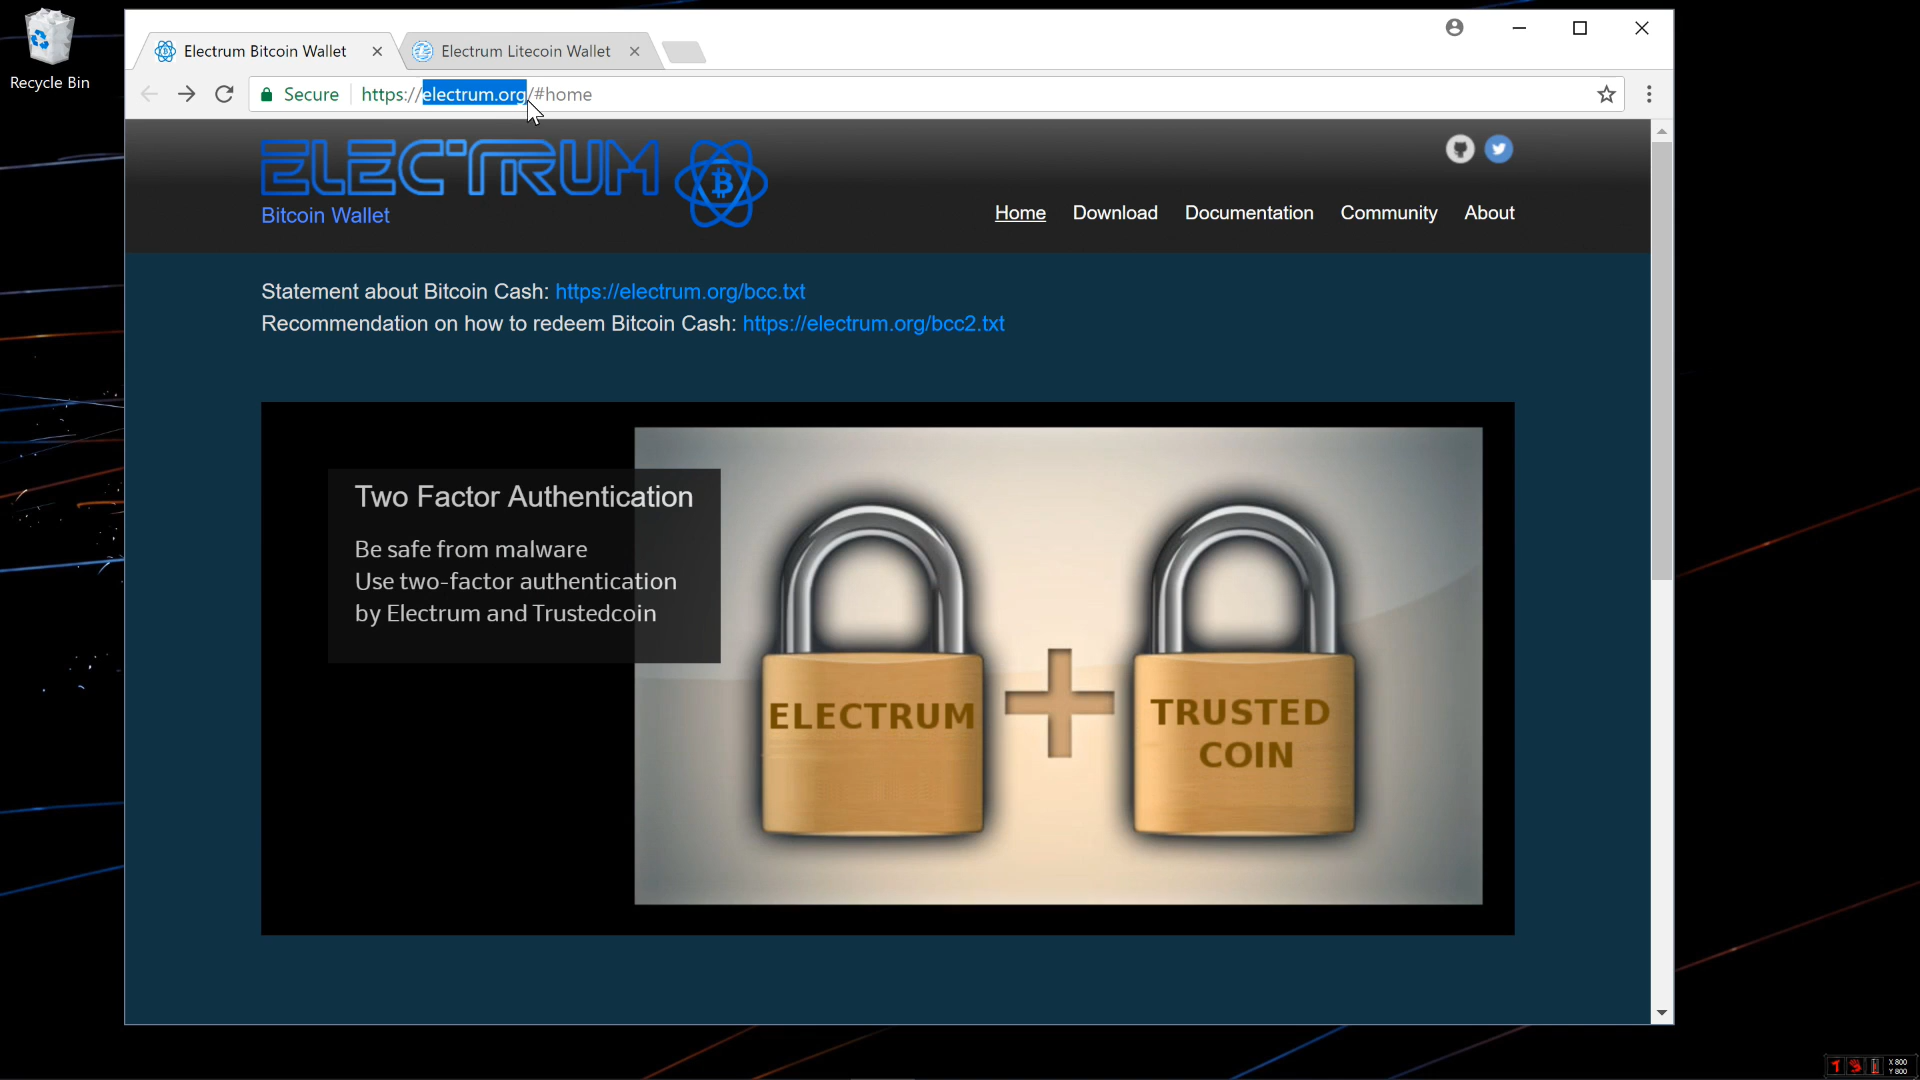 Recycle Bin
Electrum Bitcoin Wallet
Electrum Litecoin Wallet
Secure
https://electrum.org/#home
ELECTRUM
Bitcoin Wallet
Home
Download
Documentation
Community
About
Statement about Bitcoin Cash: https://electrum.org/bcc.txt
Recommendation on how to redeem Bitcoin Cash: https://electrum.org/bcc2.txt
Two Factor Authentication
Be safe from malware
Use two-factor authentication
by Electrum and Trustedcoin
ELECTRUM
TRUSTED
COIN
X 800
Y 800